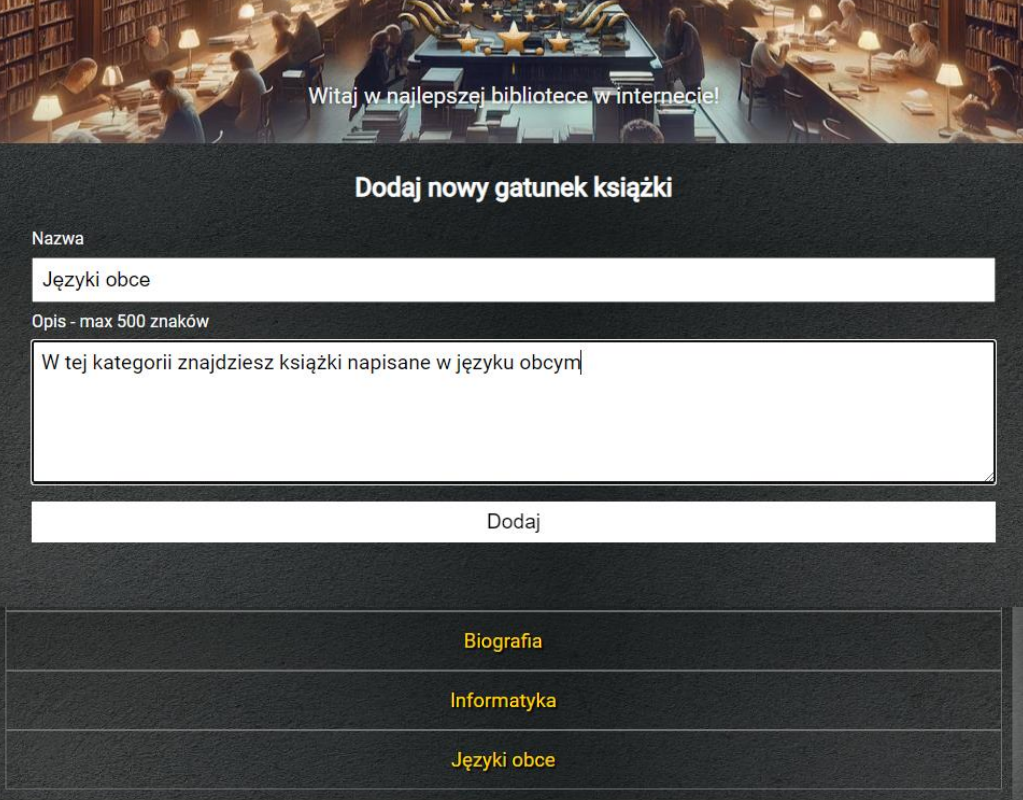 Witaj w najlepszej bibliotece w internecie!
Dodaj nowy gatunek książki
Nazwa
Języki obce
Opis - max 500 znaków
W tej kategorii znajdziesz książki napisane w języku obcym
Dodaj
Biografia
Informatyka
Języki obce